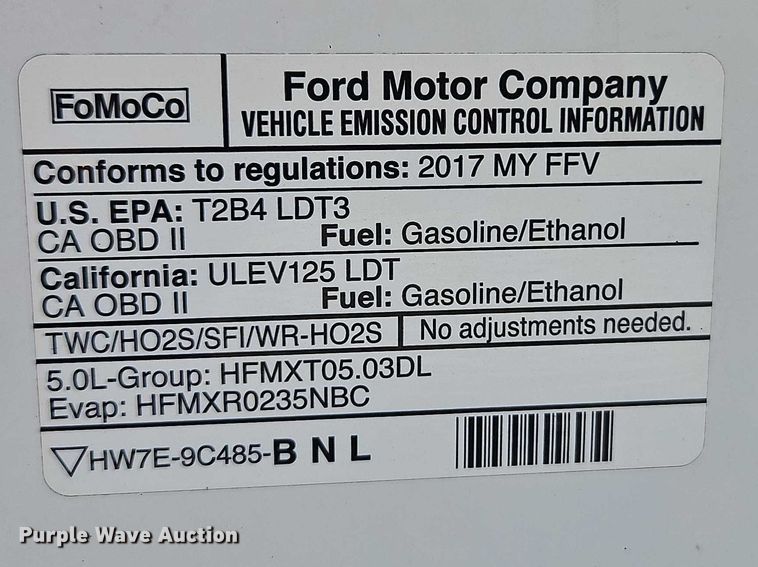 FoMoCo
Ford Motor Company
VEHICLE EMISSION CONTROL INFORMATION
Conforms to regulations: 2017 MY FFV
U.S. EPA: T2B4 LDT3
CA OBD II Fuel: Gasoline/Ethanol
California: ULEV125 LDT
CA OBD II Fuel: Gasoline/Ethanol
TWC/HO2S/SFI/WR-HO2S No adjustments needed.
5.0L-Group: HFMXT05.03DL
Evap: HFMXR0235NBC
HW7E-9C485-B N L
Purple Wave Auction